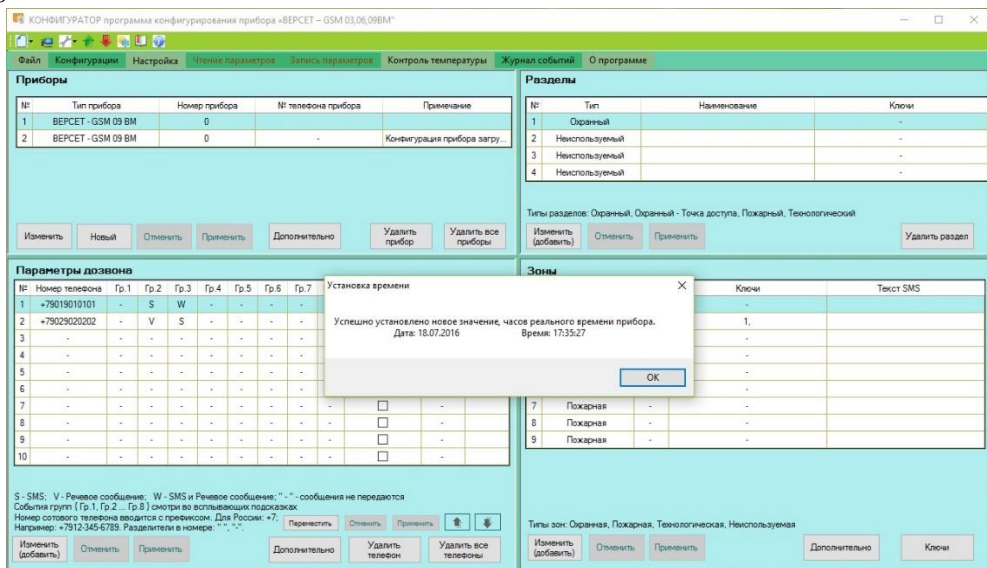 КОНФИГУРАТОР программа конфигурирования прибора «ВЕРСЕТ – GSM 03,06,09ВМ"
Файл Конфигурации Настройка Чтение параметров Запись параметров Контроль температуры Журнал событий О программе
Приборы
№ Тип прибора Номер прибора № телефона прибора Примечание
1 ВЕРСЕТ - GSM 09 ВМ 0
2 ВЕРСЕТ - GSM 09 ВМ 0 - Конфигурация прибора загру...
Изменить Новый Отменить Применить Дополнительно Удалить прибор Удалить все приборы
Разделы
№ Тип Наименование Ключи
1 Охранный -
2 Неиспользуемый -
3 Неиспользуемый -
4 Неиспользуемый -
Типы разделов: Охранный, Охранный - Точка доступа, Пожарный, Технологический
Изменить (добавить) Отменить Применить Удалить раздел
Параметры дозвона
№ Номер телефона Гр.1 Гр.2 Гр.3 Гр.4 Гр.5 Гр.6 Гр.7
1 +79019010101 - S W - - - -
2 +79029020202 - V S - - - -
3 - - - - - - - -
4 - - - - - - - -
5 - - - - - - - -
6 - - - - - - - -
7 - - - - - - - - - -
8 - - - - - - - - - -
9 - - - - - - - - - -
10 - - - - - - - - - -
S - SMS; V - Речевое сообщение; W - SMS и Речевое сообщение; " - " - сообщения не передаются
События групп ( Гр.1, Гр.2 ... Гр.8 ) смотри во всплывающих подсказках
Номер сотового телефона вводится с префиксом. Для России: +7;
Например: +7912-345-6789. Разделители в номере: " ", "-".
Переместить Отменить Применить
Изменить (добавить) Отменить Применить Дополнительно Удалить телефон Удалить все телефоны
Установка времени
Успешно установлено новое значение, часов реального времени прибора.
Дата: 18.07.2016 Время: 17:35:27
OK
Зоны
Ключи Текст SMS
-
1,
-
-
-
-
7 Пожарная - -
8 Пожарная - -
9 Пожарная - -
Типы зон: Охранная, Пожарная, Технологическая, Неиспользуемая
Изменить (добавить) Отменить Применить Дополнительно Ключи